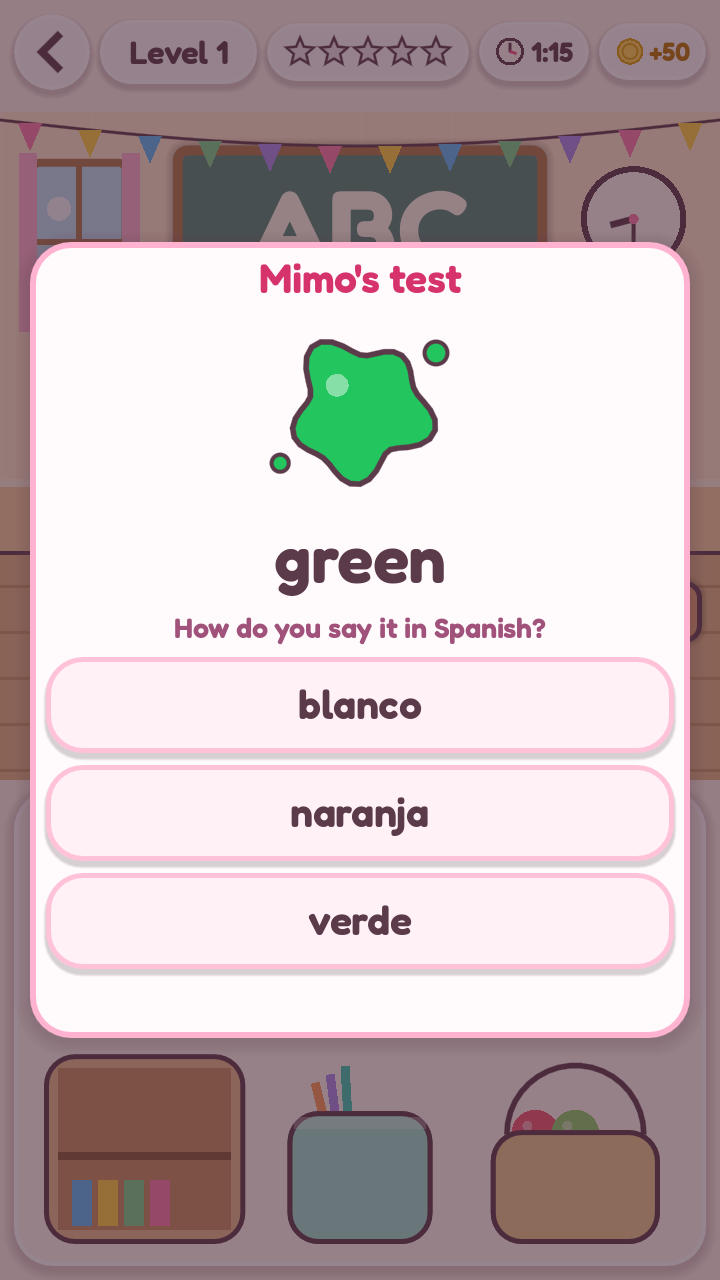 Level 1
1:15
+50
ABC
Mimo's test
green
How do you say it in Spanish?
blanco
naranja
verde